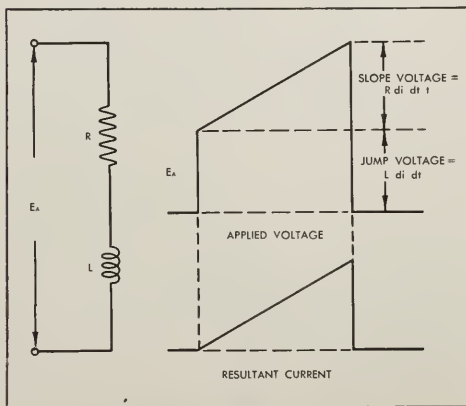 SLOPE VOLTAGE =
R di dt t
R
JUMP VOLTAGE =
L di dt
EA
EA
L
APPLIED VOLTAGE
RESULTANT CURRENT